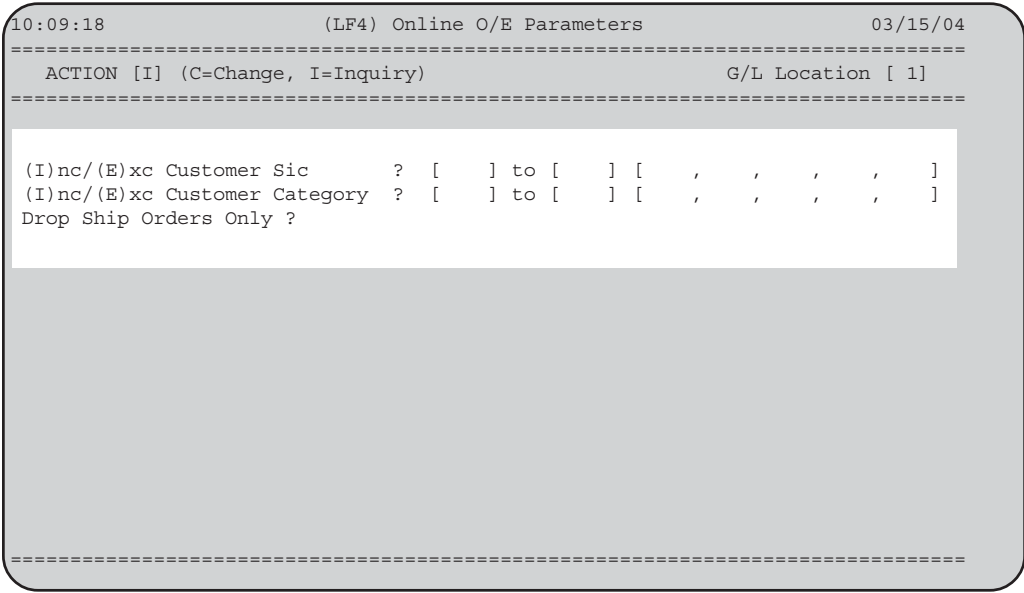 10:09:18 (LF4) Online O/E Parameters 03/15/04
================================================================================
ACTION [I] (C=Change, I=Inquiry) G/L Location [ 1]
================================================================================
(I)nc/(E)xc Customer Sic ? [ ] to [ ] [ , , , , ]
(I)nc/(E)xc Customer Category ? [ ] to [ ] [ , , , , ]
Drop Ship Orders Only ?
================================================================================